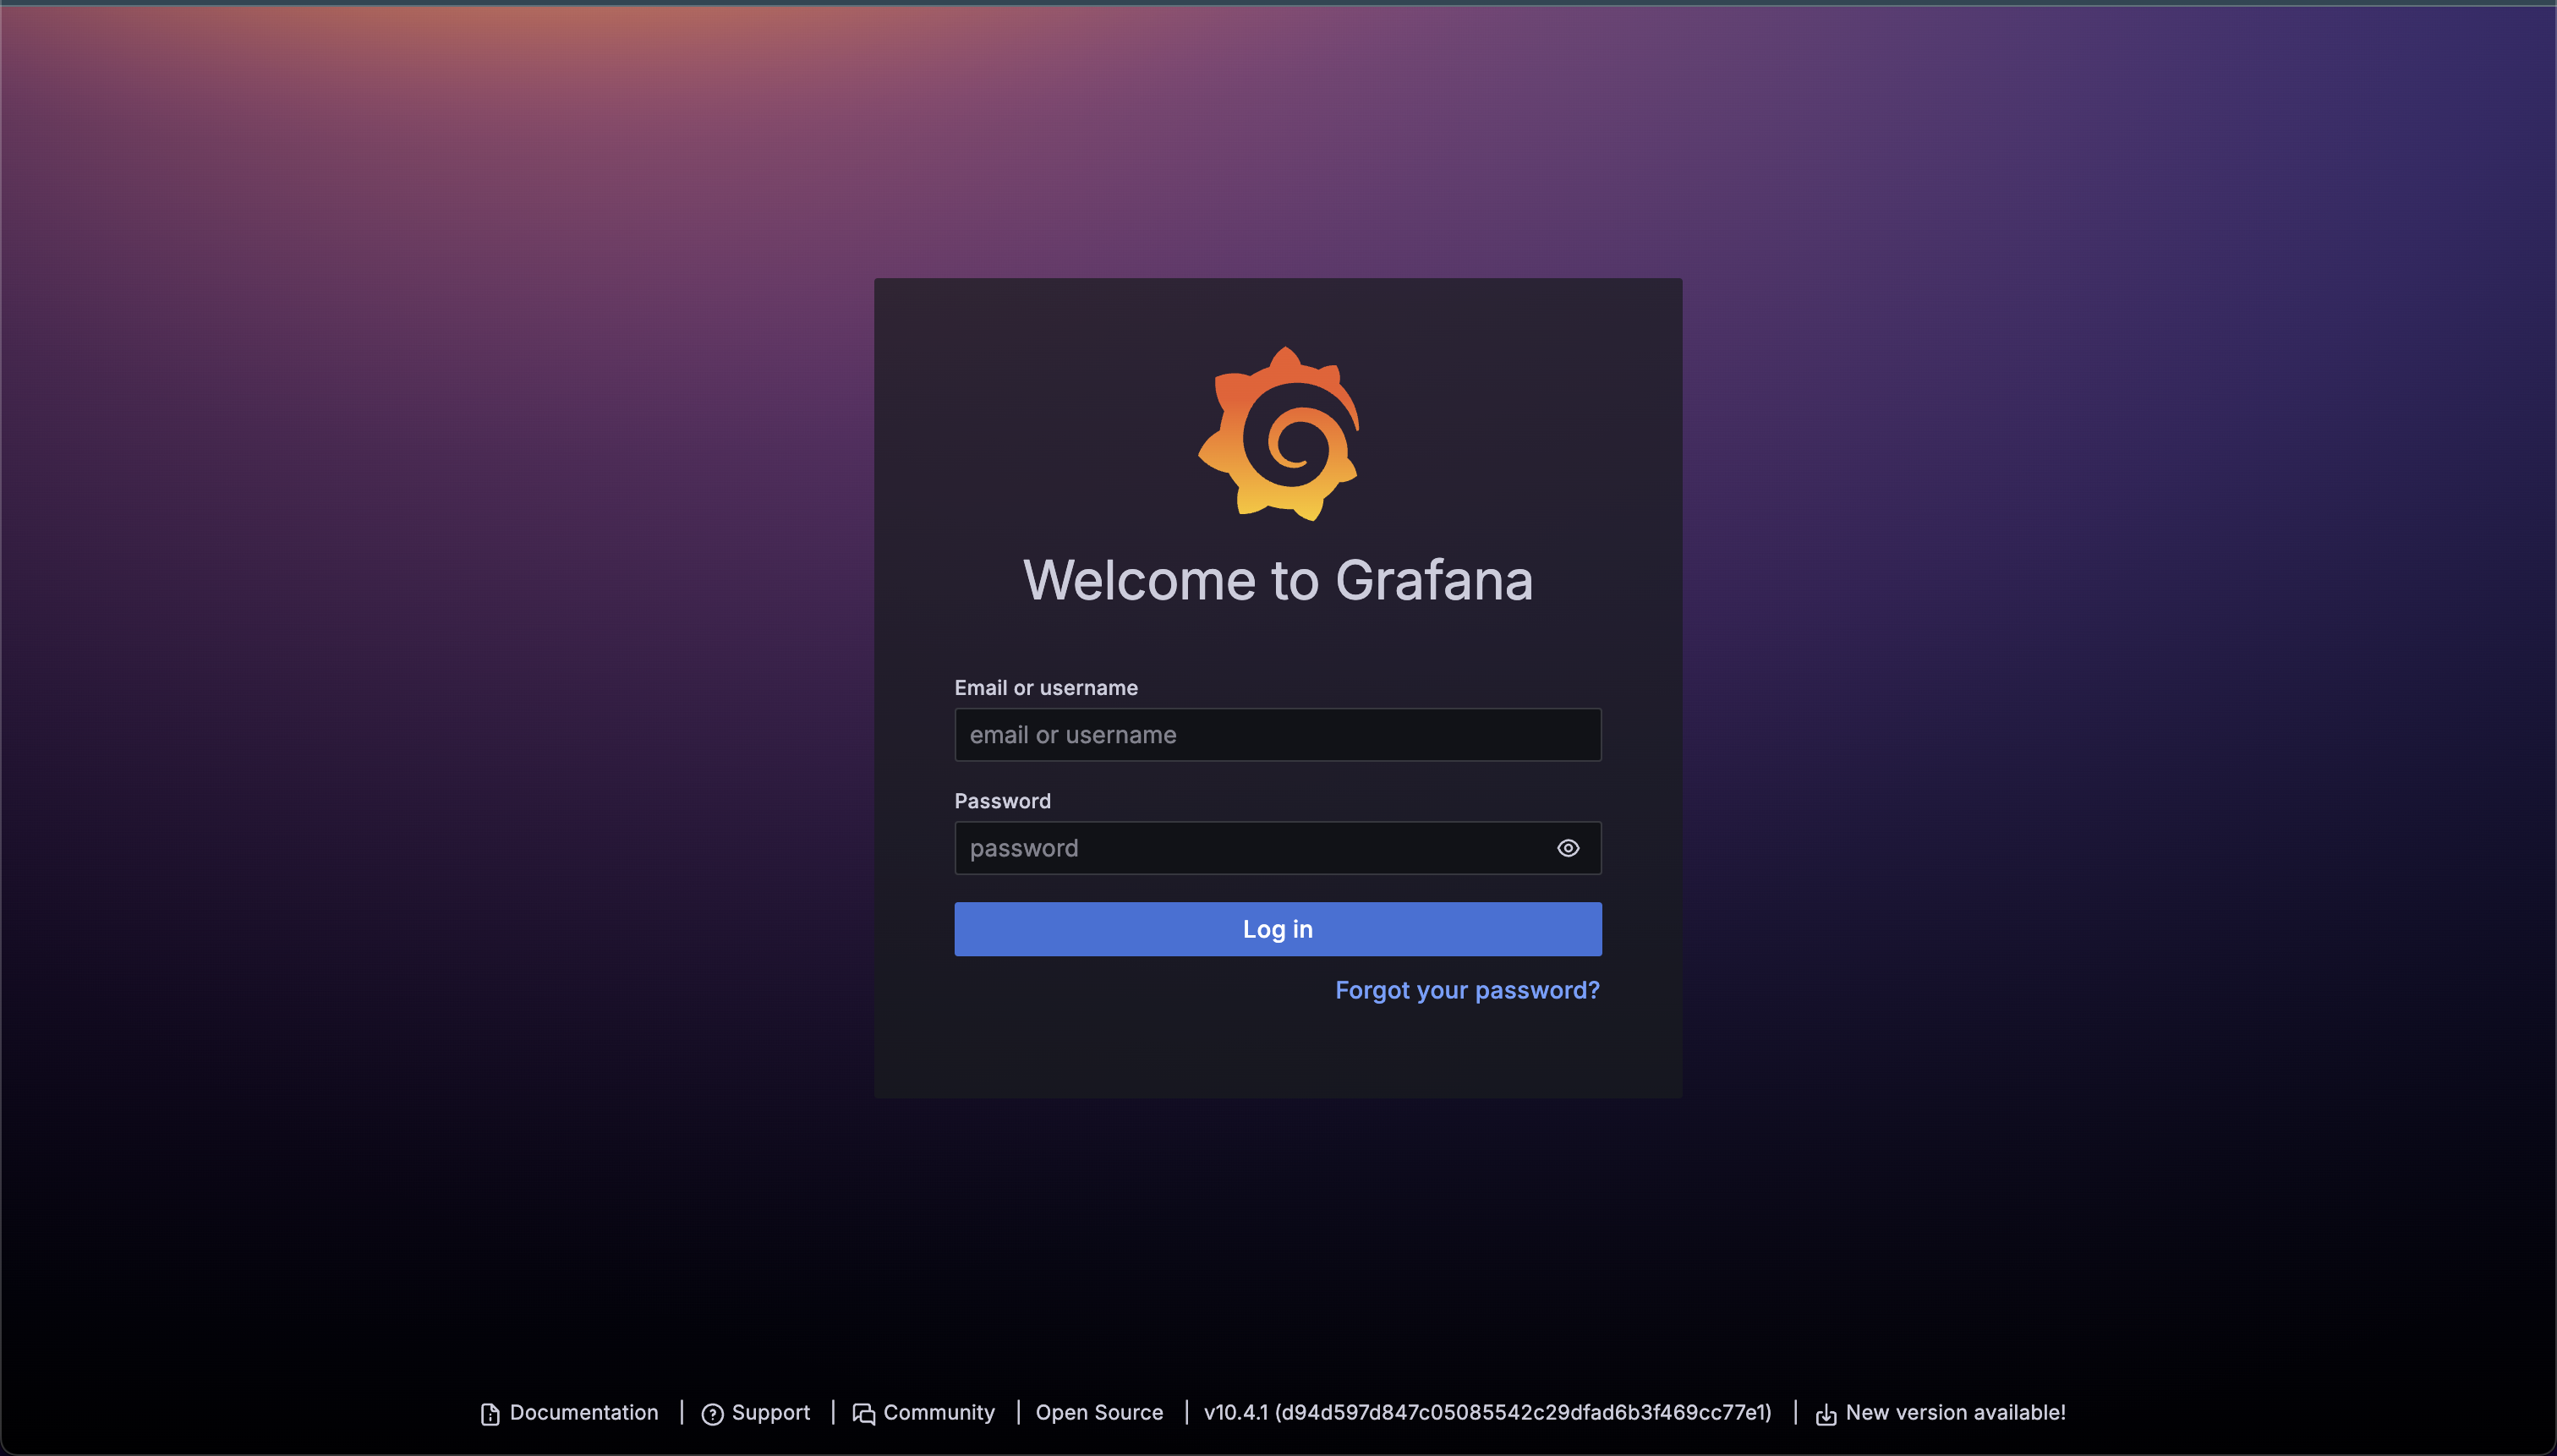 Welcome to Grafana
Email or username
email or username
Password
password
Log in
Forgot your password?
Documentation | Support | Community | Open Source | v10.4.1 (d94d597d847c05085542c29dfad6b3f469cc77e1) | New version available!